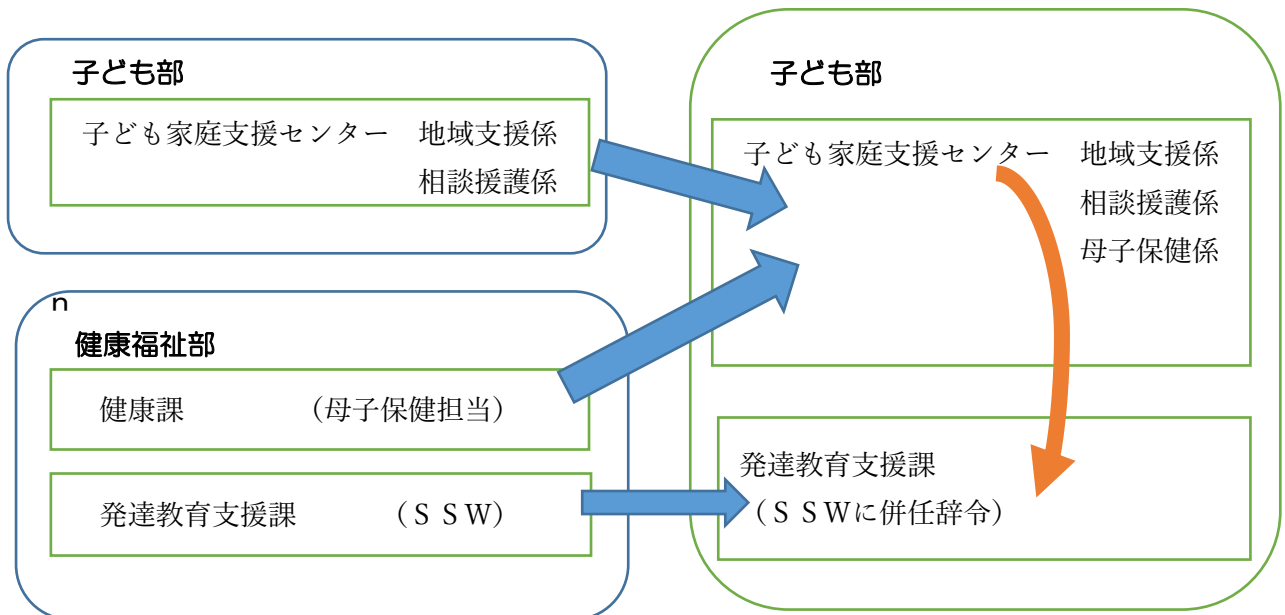 子ども部
子ども家庭支援センター　地域支援係
相談援護係
n
健康福祉部
健康課　（母子保健担当）
発達教育支援課　（ＳＳＷ）
子ども部
子ども家庭支援センター　地域支援係
相談援護係
母子保健係
発達教育支援課
（ＳＳＷに併任辞令）